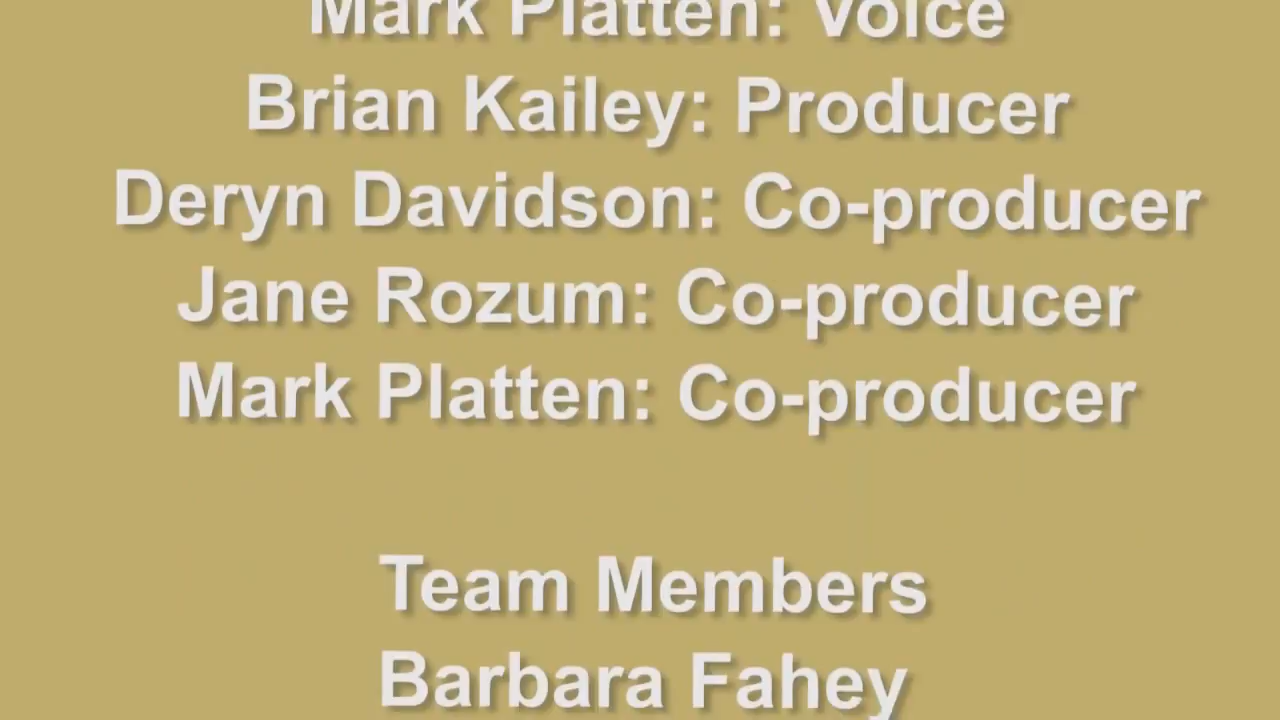 Mark Platten: Voice
Brian Kailey: Producer
Deryn Davidson: Co-producer
Jane Rozum: Co-producer
Mark Platten: Co-producer
Team Members
Barbara Fahey